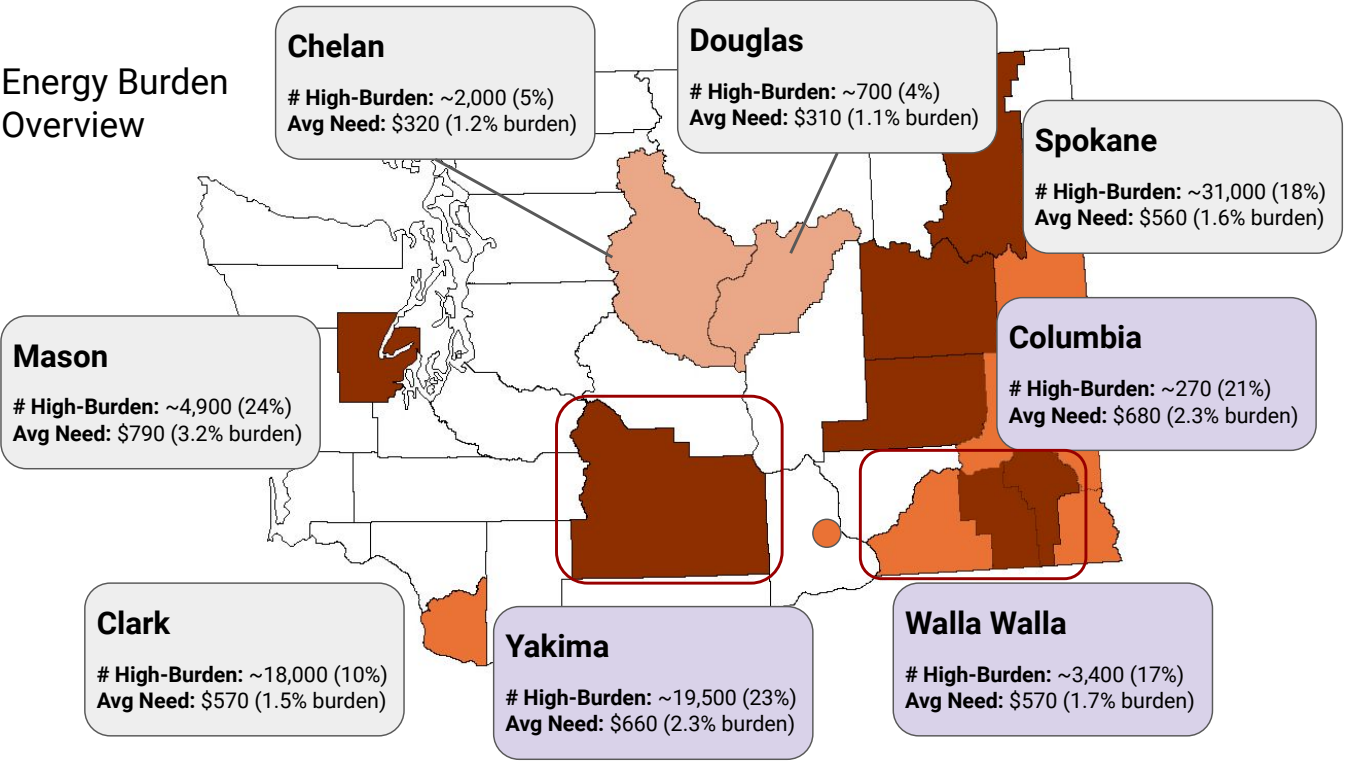 Energy Burden
Overview
Chelan
# High-Burden: ~2,000 (5%)
Avg Need: $320 (1.2% burden)
Douglas
# High-Burden: ~700 (4%)
Avg Need: $310 (1.1% burden)
Spokane
# High-Burden: ~31,000 (18%)
Avg Need: $560 (1.6% burden)
Mason
# High-Burden: ~4,900 (24%)
Avg Need: $790 (3.2% burden)
Columbia
# High-Burden: ~270 (21%)
Avg Need: $680 (2.3% burden)
Clark
# High-Burden: ~18,000 (10%)
Avg Need: $570 (1.5% burden)
Yakima
# High-Burden: ~19,500 (23%)
Avg Need: $660 (2.3% burden)
Walla Walla
# High-Burden: ~3,400 (17%)
Avg Need: $570 (1.7% burden)